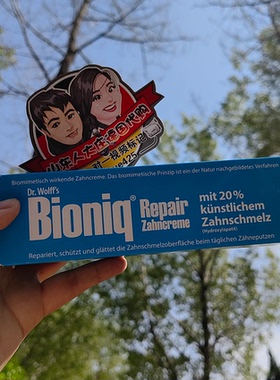 Biomimetisch wirkende Zahncreme. Das biomimetische Prinzip ist ein der Natur nachgebildetes Verfahren
Dr. Wolff's
Bioniq®
Repair
Zahncreme
mit 20%
künstlichem
Zahnschmelz
(Hydroxylapatit)
Repariert, schützt und glättet die Zahnschmelzoberfläche beim täglichen Zähneputzen